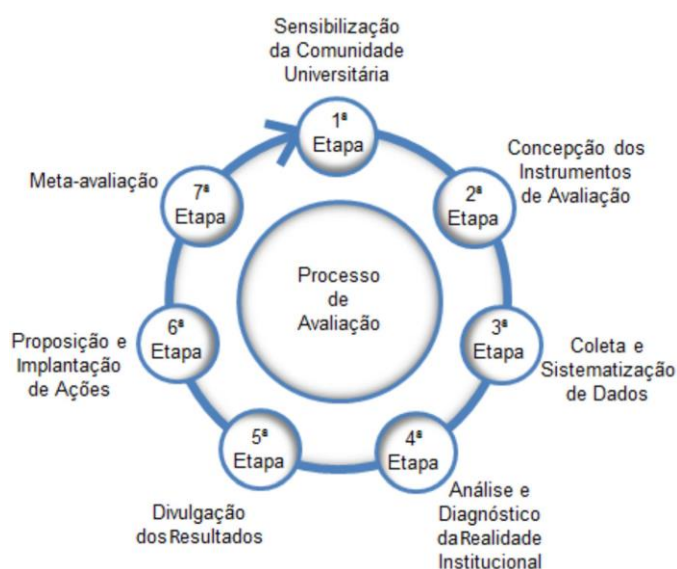 Sensibilização
da Comunidade
Universitária
1ª
Etapa
Concepção dos
Instrumentos
de Avaliação
2ª
Etapa
3ª
Etapa
Coleta e
Sistematização
de Dados
4ª
Etapa
Análise e
Diagnóstico
da Realidade
Institucional
5ª
Etapa
Divulgação
dos Resultados
6ª
Etapa
Proposição e
Implantação
de Ações
7ª
Etapa
Meta-avaliação
Processo
de
Avaliação